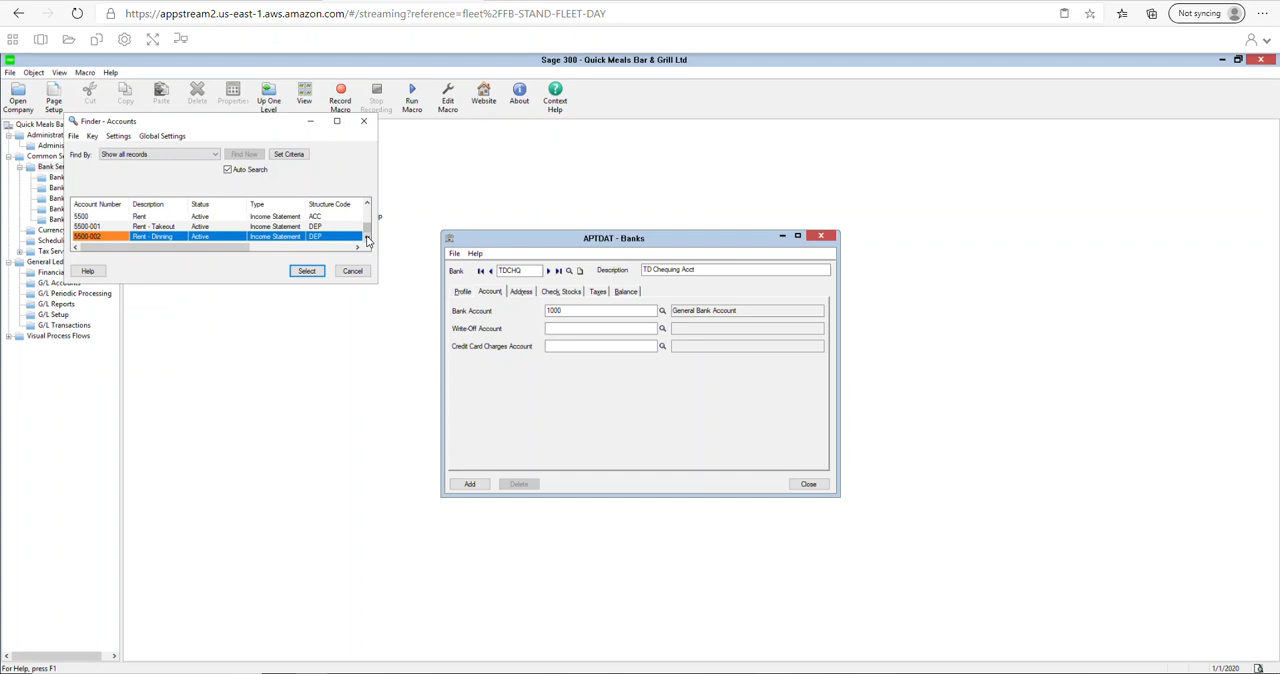 https://appstream2.us-east-1.aws.amazon.com/#/streaming?reference=fleet%2FFB-STAND-FLEET-DAY
Not syncing
Sage 300 - Quick Meals Bar & Grill Ltd
File Object View Macro Help
Open Company
Page Setup
Cut
Copy
Paste
Delete
Properties
Up One Level
View
Record Macro
Stop Recording
Run Macro
Edit Macro
Website
About
Context Help
Quick Meals Ba
Administrat
Adminis
Common Se
Bank Ser
Bank
Bank
Bank
Bank
Bank
Currenc
Scheduli
Tax Serv
General Led
Financia
G/L Accou
G/L Periodic Processing
G/L Reports
G/L Setup
G/L Transactions
Visual Process Flows
Finder - Accounts
File Key Settings Global Settings
Find By: Show all records Find Now Set Criteria
Auto Search
Account Number Description Status Type Structure Code
5500 Rent Active Income Statement ACC
5500-001 Rent - Takeout Active Income Statement DEP
5500-002 Rent - Dinning Active Income Statement DEP
Help Select Cancel
p
APTDAT - Banks
File Help
Bank TDCHQ Description TD Chequing Acct
Profile Account Address Check Stocks Taxes Balance
Bank Account 1000 General Bank Account
Write-Off Account
Credit Card Charges Account
Add Delete Close
For Help, press F1
1/1/2020